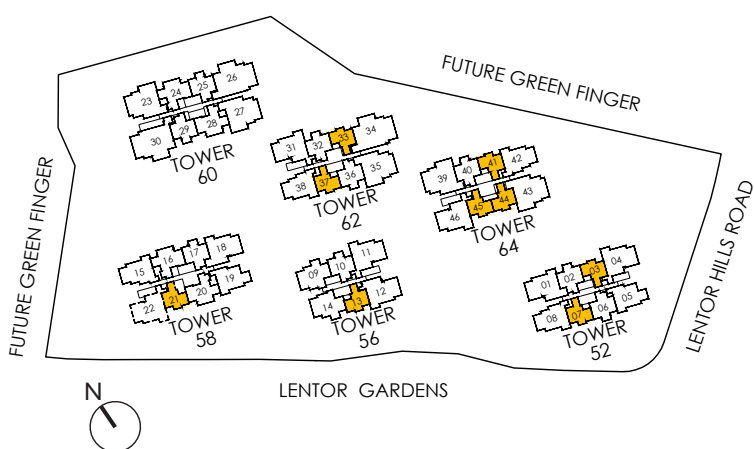 FUTURE GREEN FINGER
23 24 25 26
30 29 28 27
TOWER
60
31 32 33 34
38 37 36 35
TOWER
62
39 40 41 42
46 45 44 43
TOWER
64
FUTURE GREEN FINGER
LENTOR HILLS ROAD
15 16 17 18
22 21 20 19
TOWER
58
09 10 11
14 13 12
TOWER
56
01 02 03 04
08 07 06 05
TOWER
52
LENTOR GARDENS
N